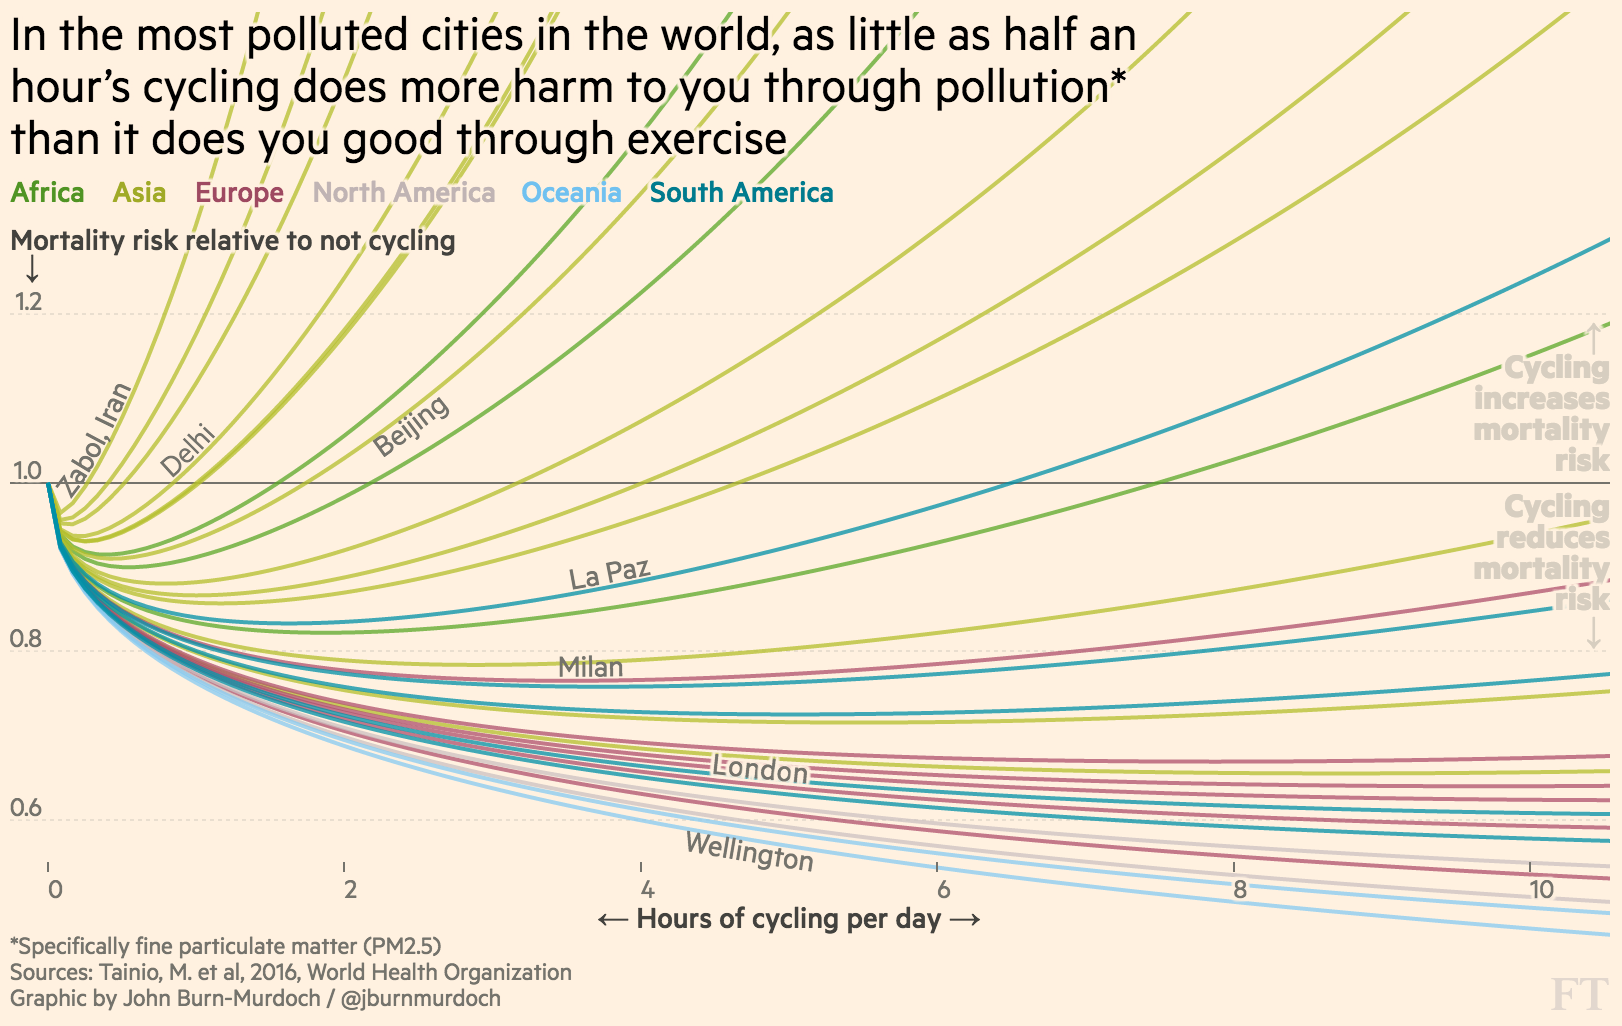 In the most polluted cities in the world, as little as half an
hour's cycling does more harm to you through pollution*
than it does you good through exercise
Africa Asia Europe North America Oceania South America
Mortality risk relative to not cycling
↓
1.2
1.0
0.8
0.6
Zabol, Iran
Delhi
Beijing
La Paz
Milan
London
Wellington
↑
Cycling
increases
mortality
risk
Cycling
reduces
mortality
risk
↓
0 2 4 6 8 10
← Hours of cycling per day →
*Specifically fine particulate matter (PM2.5)
Sources: Tainio, M. et al, 2016, World Health Organization
Graphic by John Burn-Murdoch / @jburnmurdoch
FT